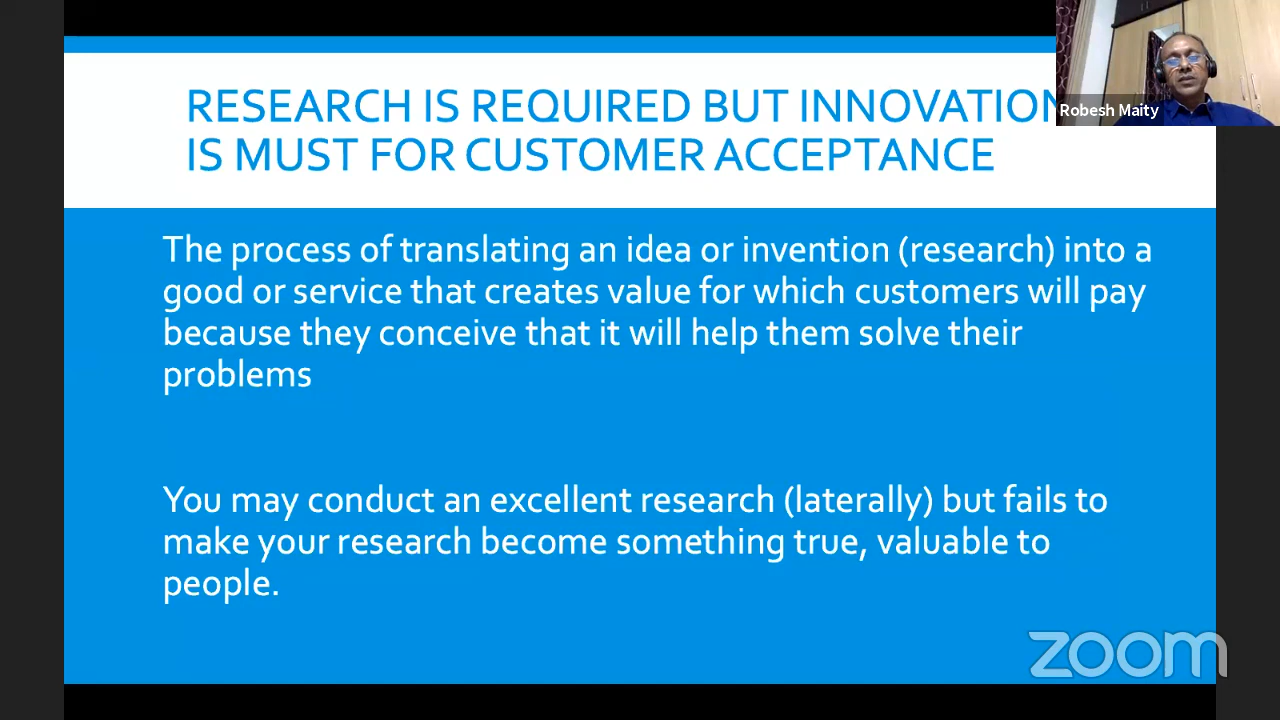 RESEARCH IS REQUIRED BUT INNOVATION
IS MUST FOR CUSTOMER ACCEPTANCE
Robesh Maity
The process of translating an idea or invention (research) into a
good or service that creates value for which customers will pay
because they conceive that it will help them solve their
problems
You may conduct an excellent research (laterally) but fails to
make your research become something true, valuable to
people.
zoom